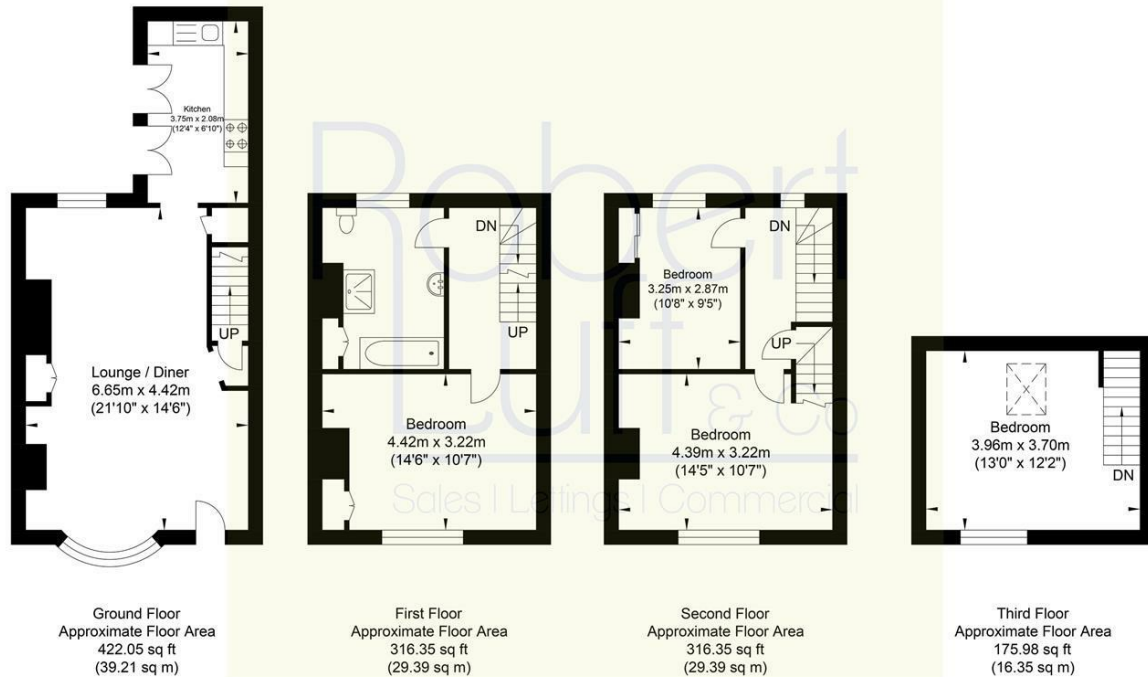 Kitchen
3.75m x 2.08m
(12'4" x 6'10")
Lounge / Diner
6.65m x 4.42m
(21'10" x 14'6")
UP
Ground Floor
Approximate Floor Area
422.05 sq ft
(39.21 sq m)
DN
UP
Bedroom
4.42m x 3.22m
(14'6" x 10'7")
First Floor
Approximate Floor Area
316.35 sq ft
(29.39 sq m)
Bedroom
3.25m x 2.87m
(10'8" x 9'5")
DN
UP
Bedroom
4.39m x 3.22m
(14'5" x 10'7")
Second Floor
Approximate Floor Area
316.35 sq ft
(29.39 sq m)
Bedroom
3.96m x 3.70m
(13'0" x 12'2")
DN
Third Floor
Approximate Floor Area
175.98 sq ft
(16.35 sq m)
Robert
Luff
& Co
Sales | Lettings | Commercial